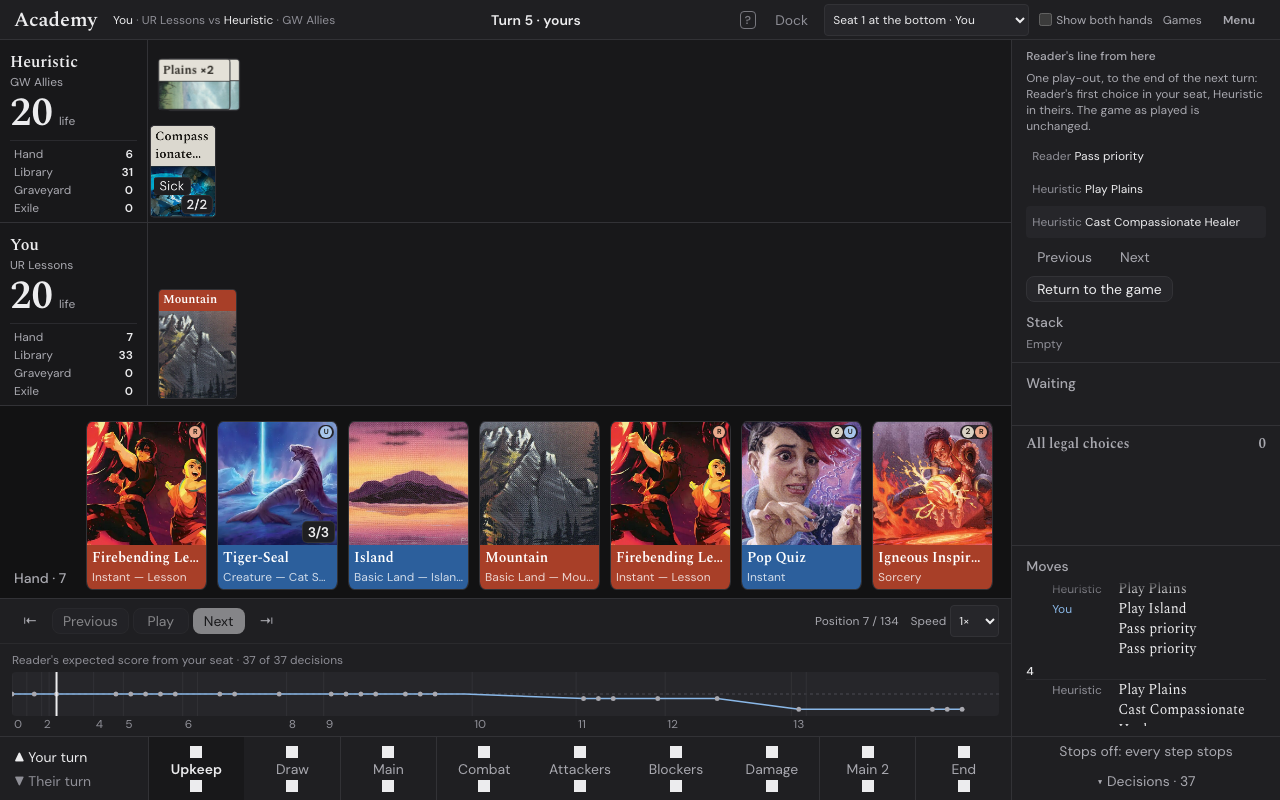 Academy
You · UR Lessons vs Heuristic · GW Allies
Turn 5 · yours
?
Dock
Seat 1 at the bottom · You
Show both hands
Games
Menu
Heuristic
GW Allies
20 life
Hand 6
Library 31
Graveyard 0
Exile 0
Plains ×2
Compass
ionate...
Sick
2/2
You
UR Lessons
20 life
Hand 7
Library 33
Graveyard 0
Exile 0
Mountain
Hand · 7
R
Firebending Le...
Instant — Lesson
U
3/3
Tiger-Seal
Creature — Cat S...
Island
Basic Land — Islan...
Mountain
Basic Land — Mou...
R
Firebending Le...
Instant — Lesson
2 U
Pop Quiz
Instant
2 R
Igneous Inspir...
Sorcery
Previous
Play
Next
Position 7 / 134
Speed
1×
Reader's expected score from your seat · 37 of 37 decisions
0 2 4 5 6 8 9 10 11 12 13
▲ Your turn
▼ Their turn
Upkeep
Draw
Main
Combat
Attackers
Blockers
Damage
Main 2
End
Reader's line from here
One play-out, to the end of the next turn:
Reader's first choice in your seat, Heuristic
in theirs. The game as played is
unchanged.
Reader Pass priority
Heuristic Play Plains
Heuristic Cast Compassionate Healer
Previous
Next
Return to the game
Stack
Empty
Waiting
All legal choices 0
Moves
Heuristic Play Plains
You Play Island
Pass priority
Pass priority
4
Heuristic Play Plains
Cast Compassionate
Stops off: every step stops
Decisions · 37